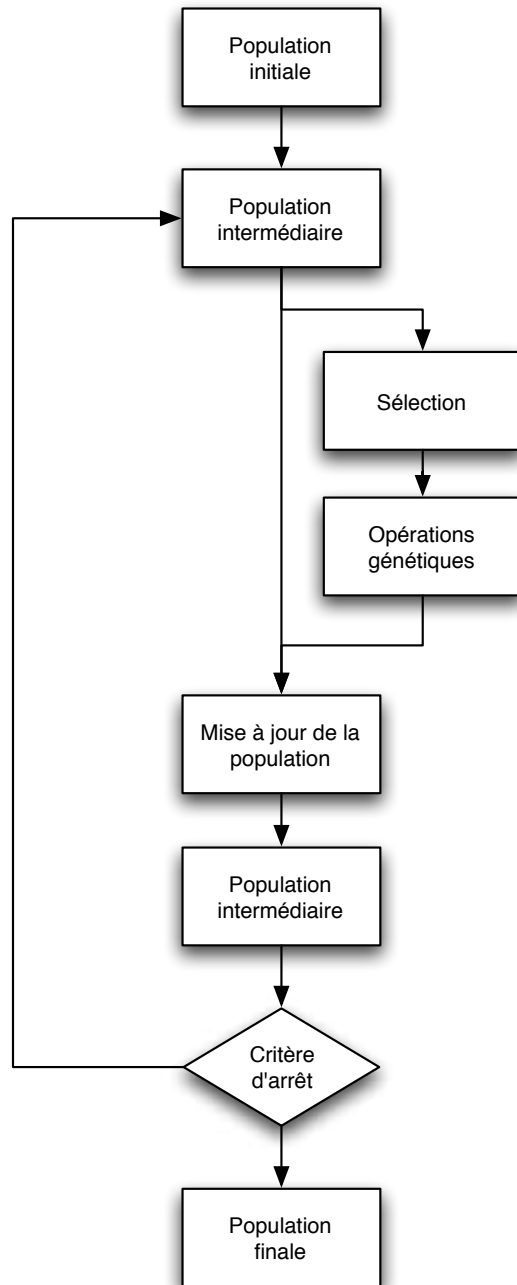 Population
initiale
Population
intermédiaire
Sélection
Opérations
génétiques
Mise à jour de la
population
Population
intermédiaire
Critère
d'arrêt
Population
finale